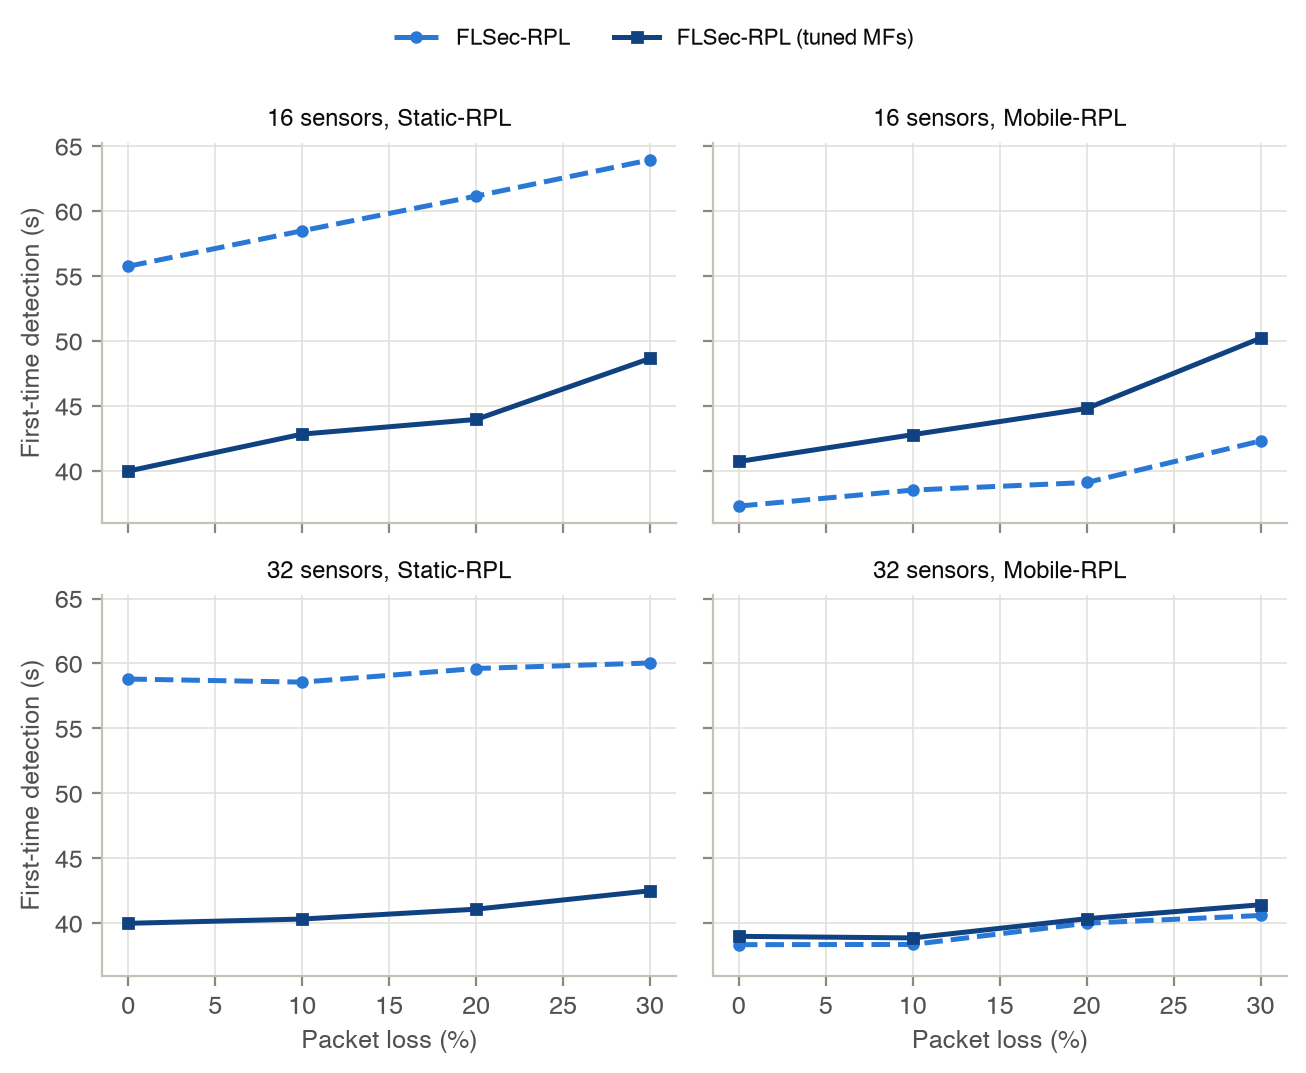 FLSec-RPL
FLSec-RPL (tuned MFs)
16 sensors, Static-RPL
16 sensors, Mobile-RPL
First-time detection (s)
65
60
55
50
45
40
32 sensors, Static-RPL
32 sensors, Mobile-RPL
First-time detection (s)
65
60
55
50
45
40
0 5 10 15 20 25 30
0 5 10 15 20 25 30
Packet loss (%)
Packet loss (%)